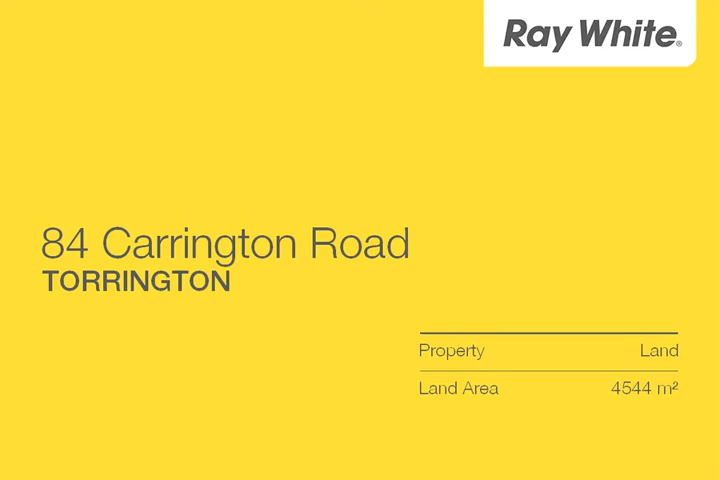 Ray White®
84 Carrington Road
TORRINGTON
Property Land
Land Area 4544 m²